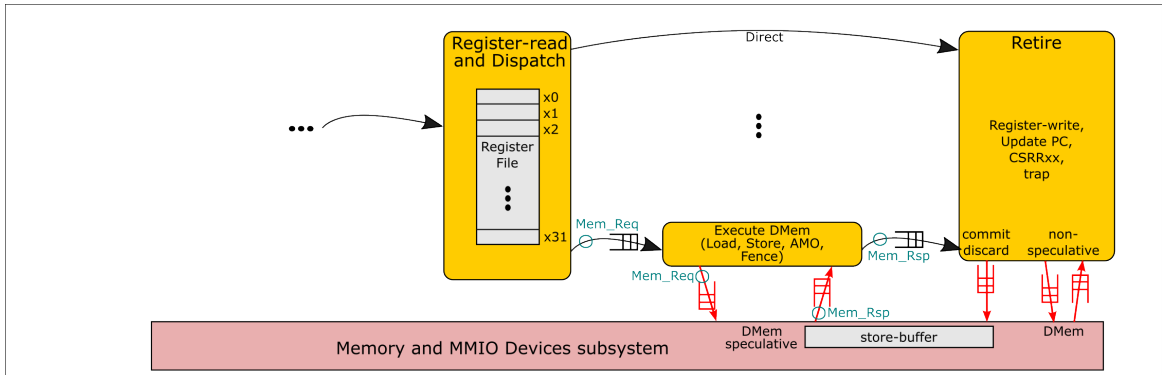 Register-read
and Dispatch
Direct
Retire
x0
x1
x2
Register
File
x31
Register-write,
Update PC,
CSRRxx,
trap
Mem_Req
Execute DMem
(Load, Store, AMO,
Fence)
Mem_Rsp
commit
discard
non-
speculative
Mem_Req
Mem_Rsp
Memory and MMIO Devices subsystem
DMem
speculative
store-buffer
DMem